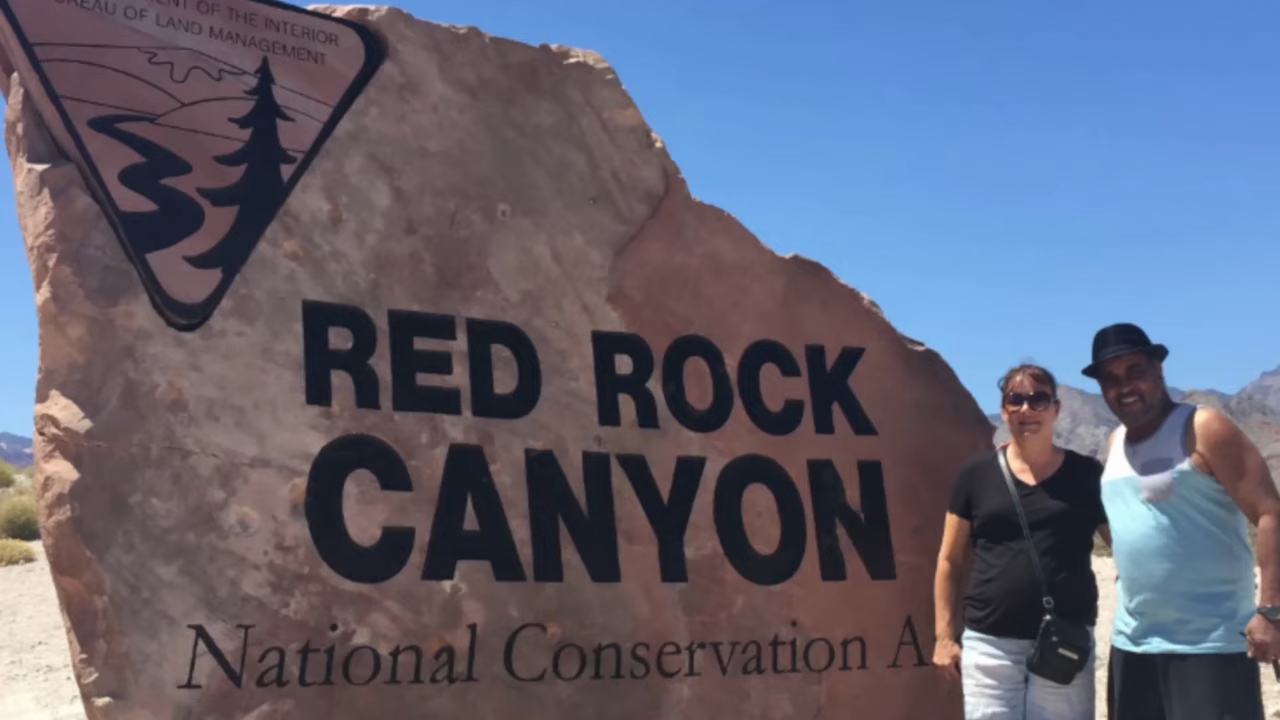 OF THE INTERIOR
OF LAND MANAGEMENT
RED ROCK
CANYON
National Conservation A